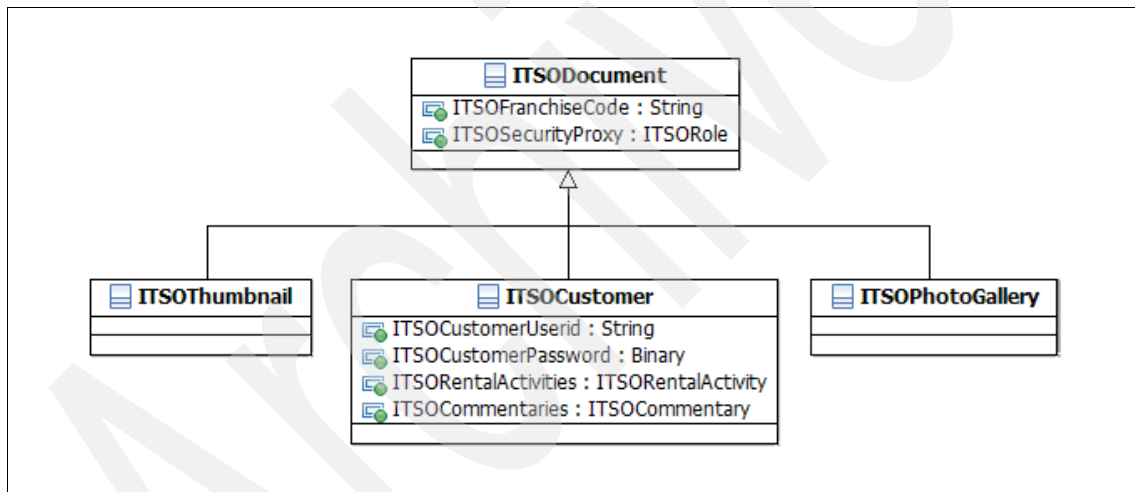 ITSODocument
ITSOFranchiseCode : String
ITSOSecurityProxy : ITSORole
ITSOThumbnail
ITSOCustomer
ITSOCustomerUserid : String
ITSOCustomerPassword : Binary
ITSORentalActivities : ITSORentalActivity
ITSOCommentaries : ITSOCommentary
ITSOPhotoGallery